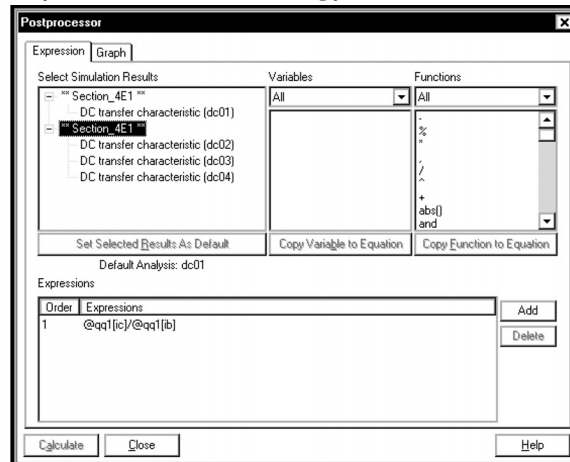 Postprocessor
Expression Graph
Select Simulation Results Variables Functions
** Section_4E1 ** All All
DC transfer characteristic (dc01)
** Section_4E1 **
DC transfer characteristic (dc02)
DC transfer characteristic (dc03)
DC transfer characteristic (dc04)
-
%
*
,
/
^
+
abs()
and
Set Selected Results As Default Copy Variable to Equation Copy Function to Equation
Default Analysis: dc01
Expressions
Order Expressions
1 @qq1[ic]/@qq1[ib]
Add
Delete
Calculate Close Help